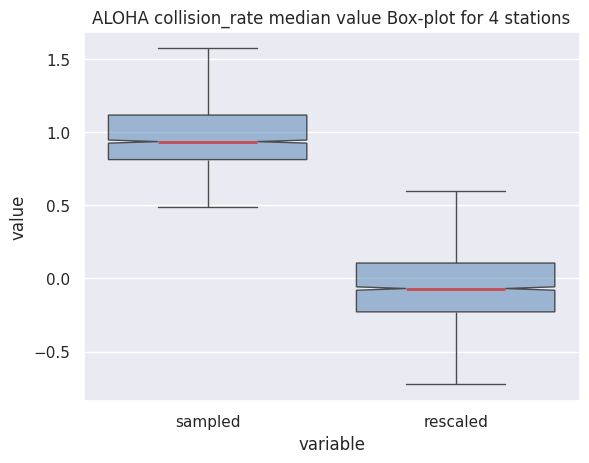 ALOHA collision_rate median value Box-plot for 4 stations
1.5
1.0
0.5
0.0
−0.5
value
sampled
rescaled
variable